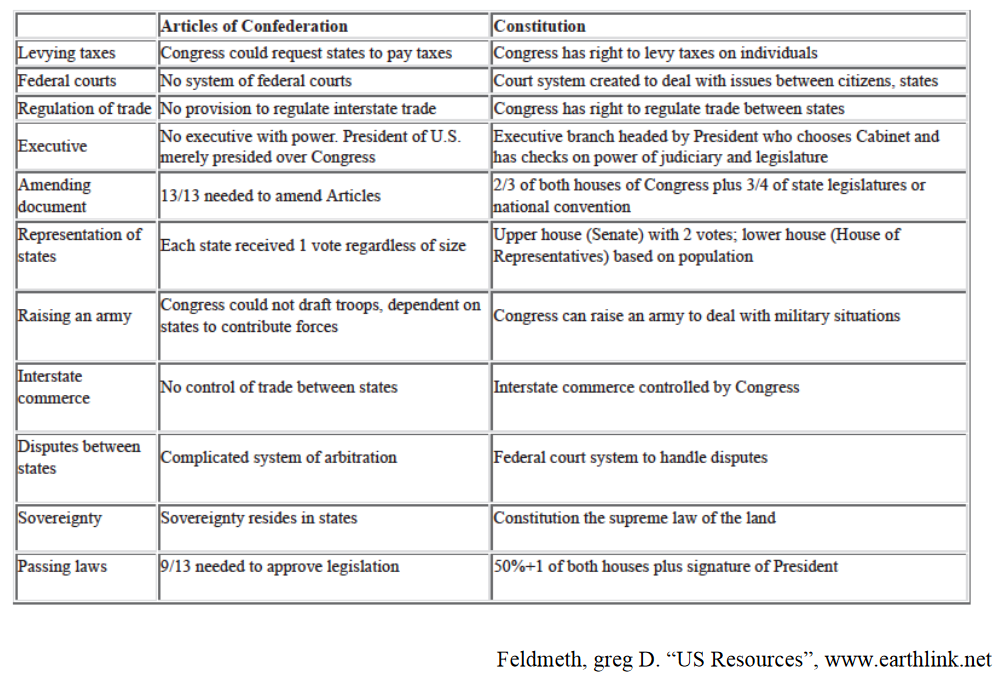 Articles of Confederation Constitution
Levying taxes Congress could request states to pay taxes Congress has right to levy taxes on individuals
Federal courts No system of federal courts Court system created to deal with issues between citizens, states
Regulation of trade No provision to regulate interstate trade Congress has right to regulate trade between states
Executive
No executive with power. President of U.S.
merely presided over Congress
Executive branch headed by President who chooses Cabinet and
has checks on power of judiciary and legislature
Amending
document
13/13 needed to amend Articles
2/3 of both houses of Congress plus 3/4 of state legislatures or
national convention
Representation of
states
Each state received 1 vote regardless of size
Upper house (Senate) with 2 votes; lower house (House of
Representatives) based on population
Raising an army
Congress could not draft troops, dependent on
states to contribute forces
Congress can raise an army to deal with military situations
Interstate
commerce
No control of trade between states
Interstate commerce controlled by Congress
Disputes between
states
Complicated system of arbitration
Federal court system to handle disputes
Sovereignty Sovereignty resides in states Constitution the supreme law of the land
Passing laws 9/13 needed to approve legislation 50%+1 of both houses plus signature of President
Feldmeth, greg D. “US Resources”, www.earthlink.net